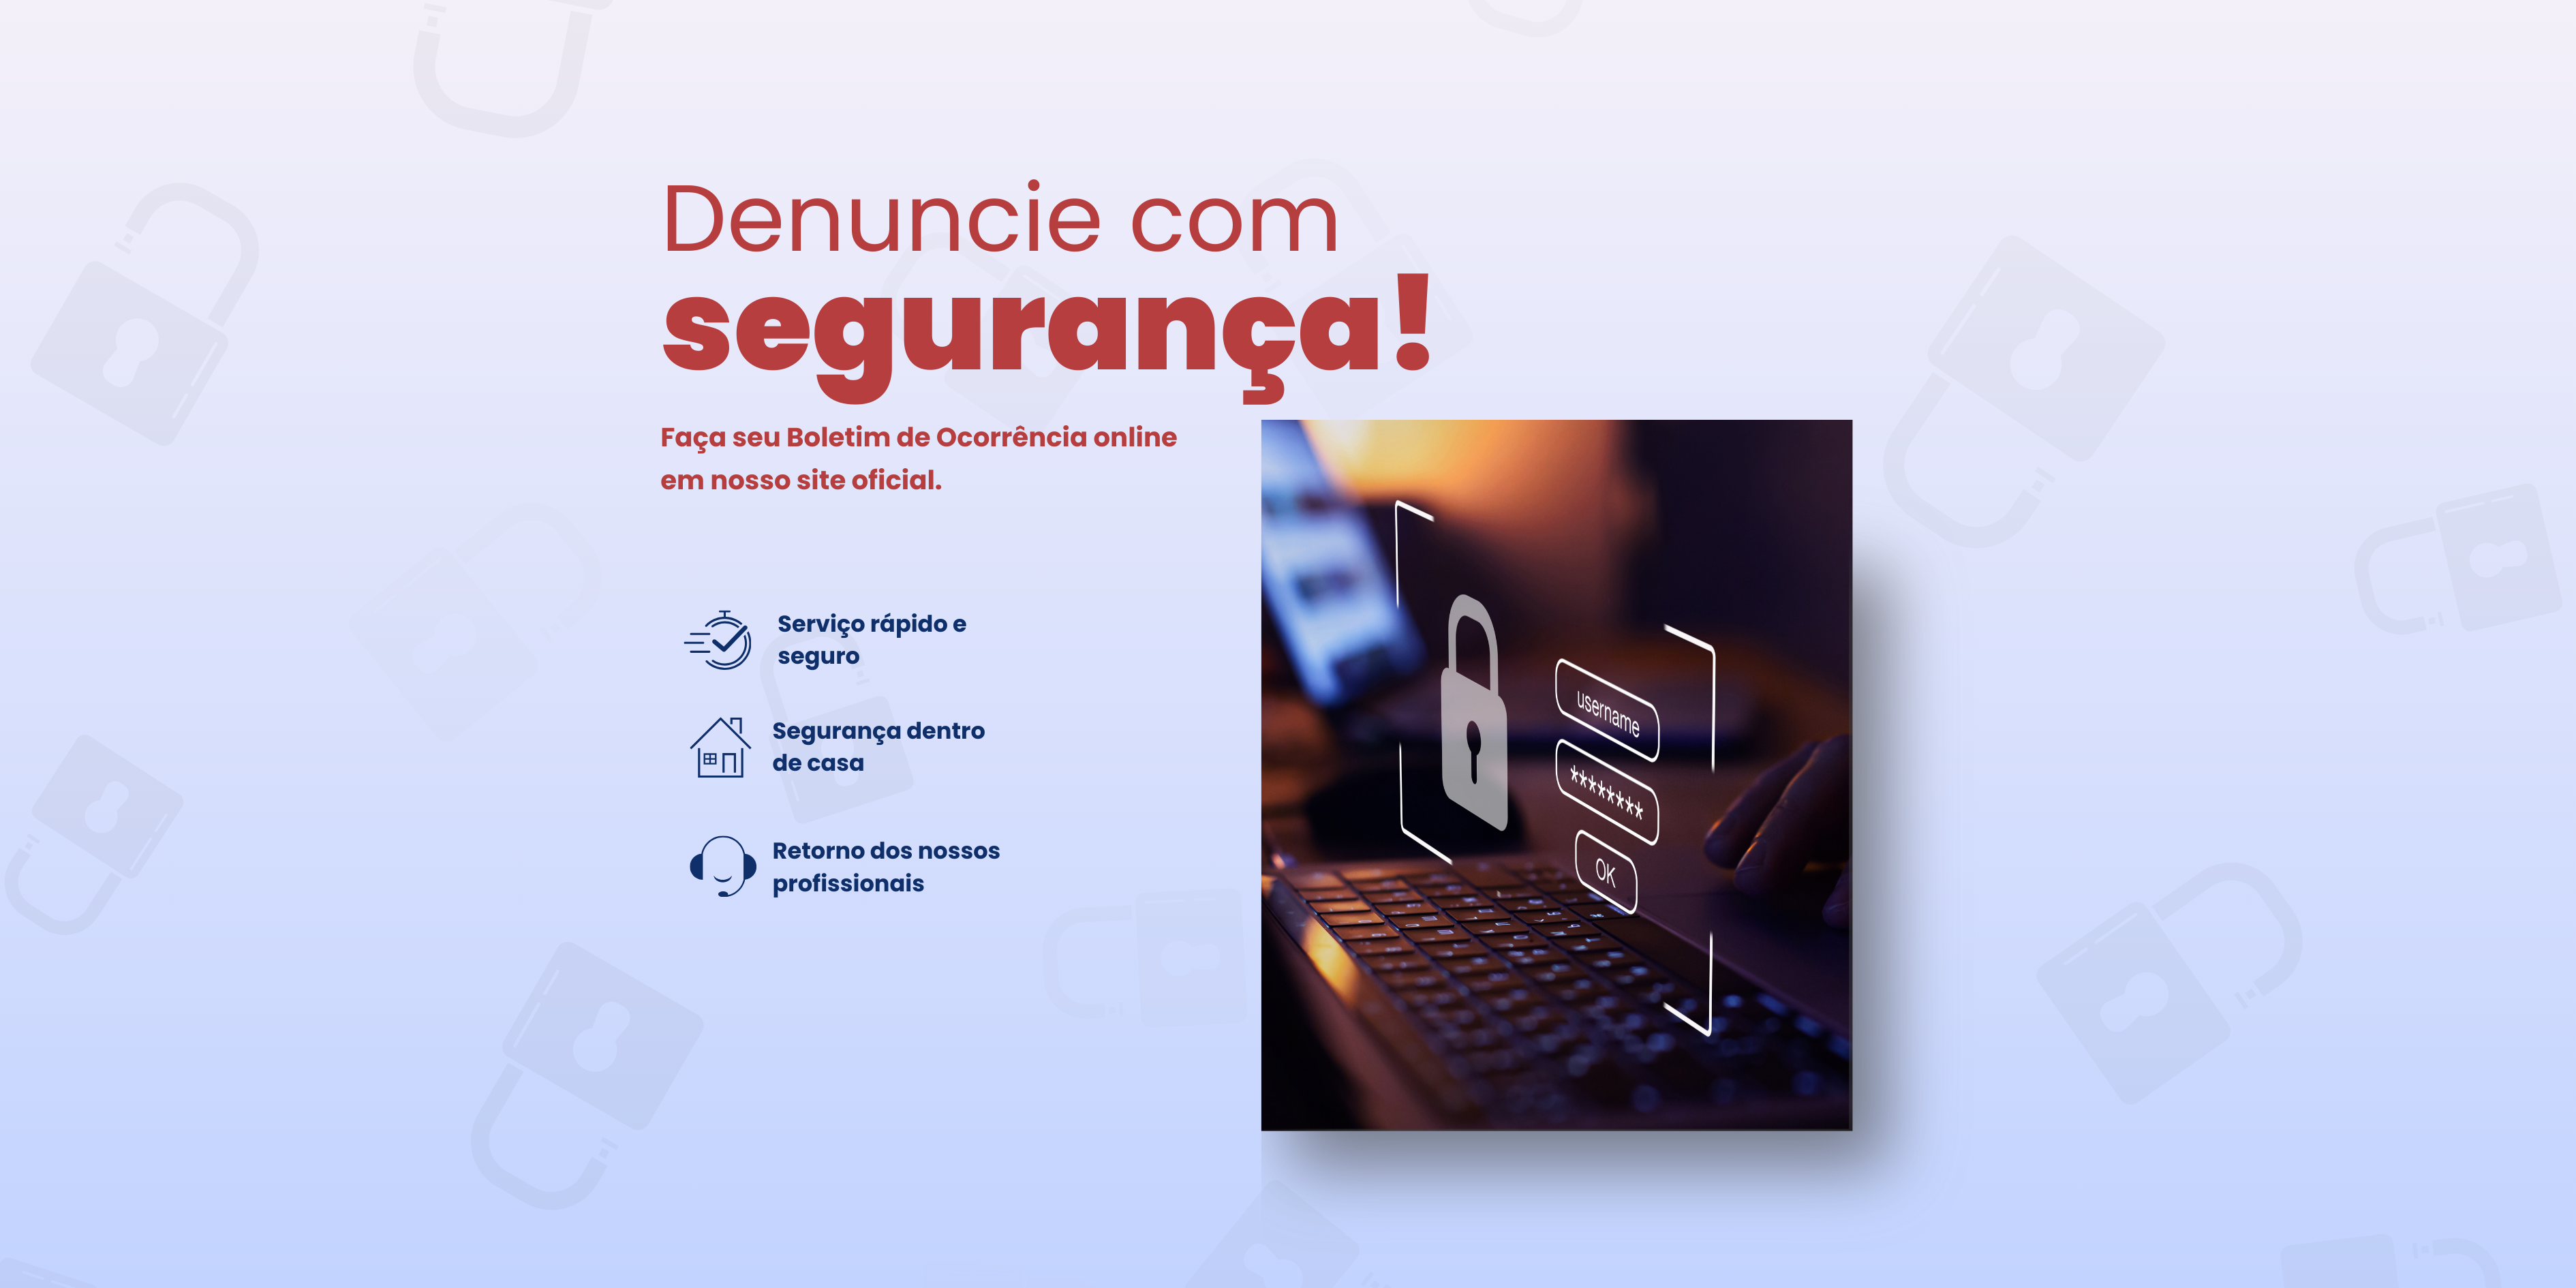 Denuncie com
segurança!
Faça seu Boletim de Ocorrência online
em nosso site oficial.
Serviço rápido e
seguro
Segurança dentro
de casa
Retorno dos nossos
profissionais
username
********
OK